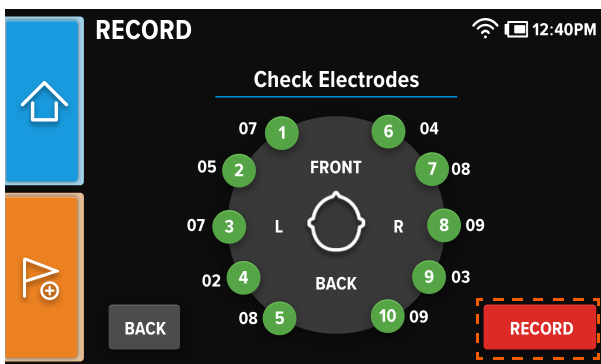 RECORD
12:40PM
Check Electrodes
07 1
6 04
05 2
FRONT
7 08
07 3
L
R
8 09
02 4
BACK
9 03
08 5
10 09
BACK
RECORD